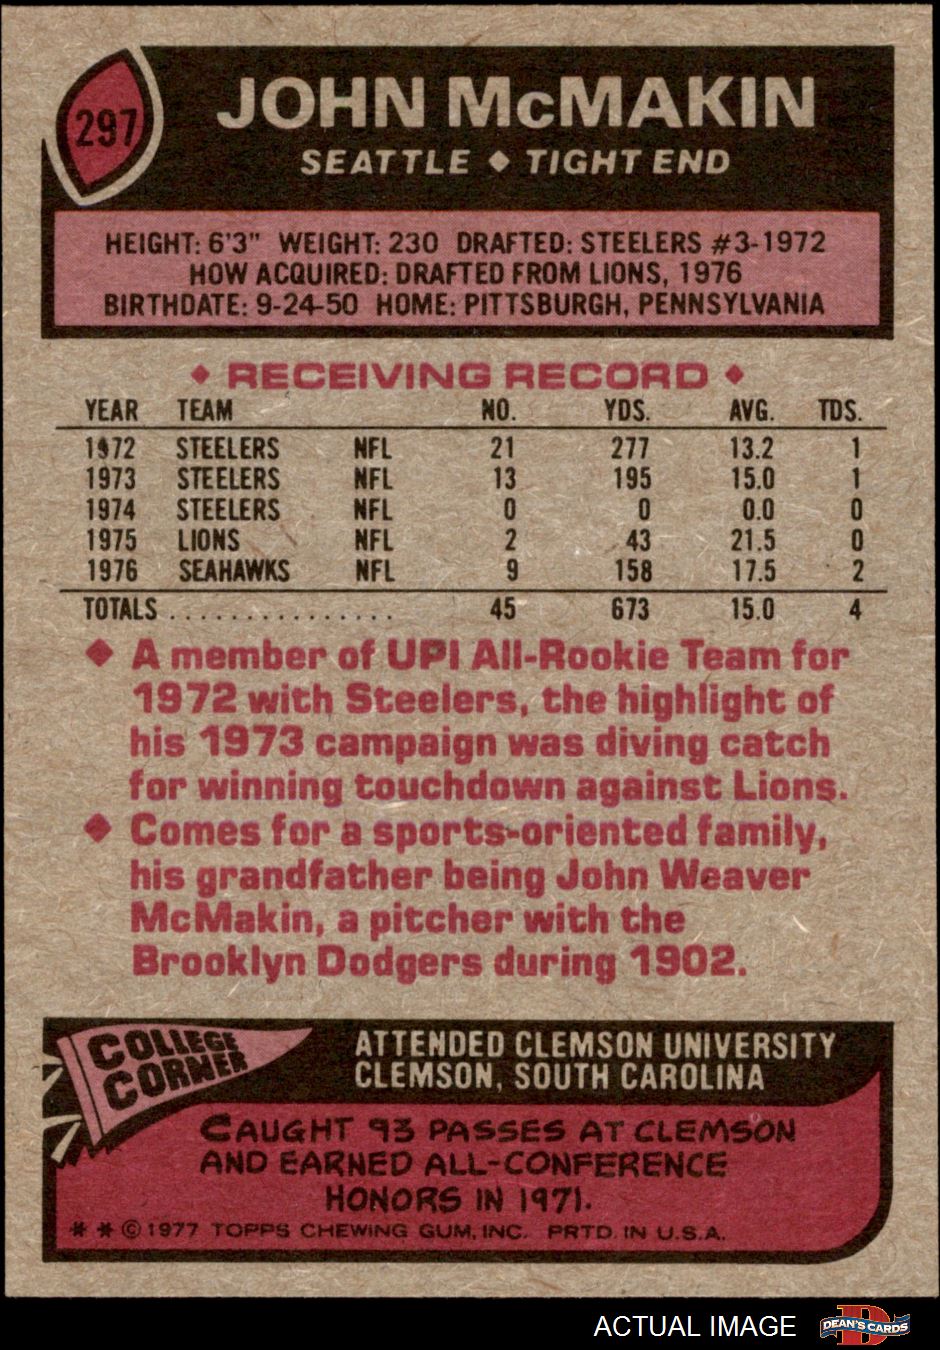 297
JOHN McMAKIN
SEATTLE ◆ TIGHT END
HEIGHT: 6'3" WEIGHT: 230 DRAFTED: STEELERS #3-1972
HOW ACQUIRED: DRAFTED FROM LIONS, 1976
BIRTHDATE: 9-24-50 HOME: PITTSBURGH, PENNSYLVANIA
◆ RECEIVING RECORD ◆
YEAR TEAM NO. YDS. AVG. TDS.
1972 STEELERS NFL 21 277 13.2 1
1973 STEELERS NFL 13 195 15.0 1
1974 STEELERS NFL 0 0 0.0 0
1975 LIONS NFL 2 43 21.5 0
1976 SEAHAWKS NFL 9 158 17.5 2
TOTALS . . . . . . . . . . . . . . . 45 673 15.0 4
◆ A member of UPI All-Rookie Team for
1972 with Steelers, the highlight of
his 1973 campaign was diving catch
for winning touchdown against Lions.
◆ Comes for a sports-oriented family,
his grandfather being John Weaver
McMakin, a pitcher with the
Brooklyn Dodgers during 1902.
COLLEGE
CORNER
ATTENDED CLEMSON UNIVERSITY
CLEMSON, SOUTH CAROLINA
CAUGHT 93 PASSES AT CLEMSON
AND EARNED ALL-CONFERENCE
HONORS IN 1971.
* * © 1977 TOPPS CHEWING GUM, INC. PRTD. IN U.S.A.
ACTUAL IMAGE
D
DEAN'S CARDS